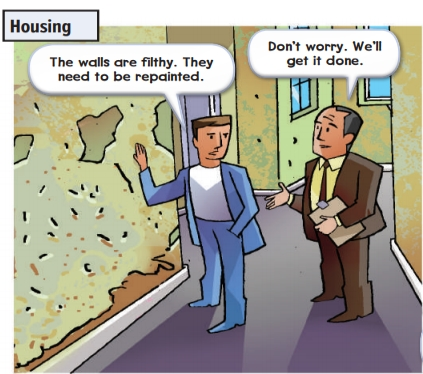 Housing
The walls are filthy. They
need to be repainted.
Don't worry. We'll
get it done.